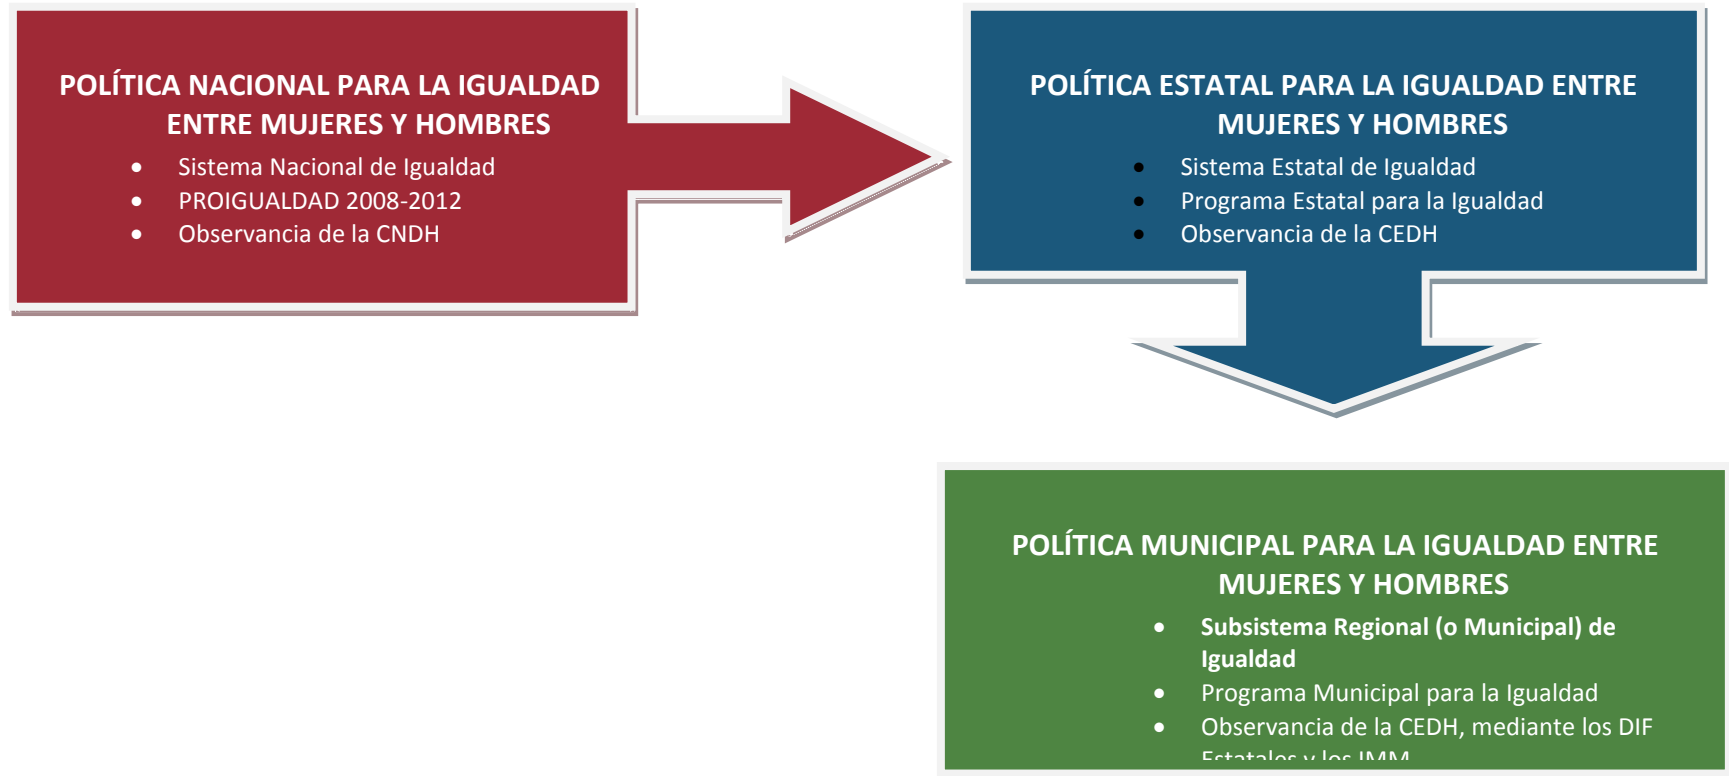 POLÍTICA NACIONAL PARA LA IGUALDAD
ENTRE MUJERES Y HOMBRES
• Sistema Nacional de Igualdad
• PROIGUALDAD 2008-2012
• Observancia de la CNDH
POLÍTICA ESTATAL PARA LA IGUALDAD ENTRE
MUJERES Y HOMBRES
• Sistema Estatal de Igualdad
• Programa Estatal para la Igualdad
• Observancia de la CEDH
POLÍTICA MUNICIPAL PARA LA IGUALDAD ENTRE
MUJERES Y HOMBRES
• Subsistema Regional (o Municipal) de
Igualdad
• Programa Municipal para la Igualdad
• Observancia de la CEDH, mediante los DIF
Estatales y los IMM